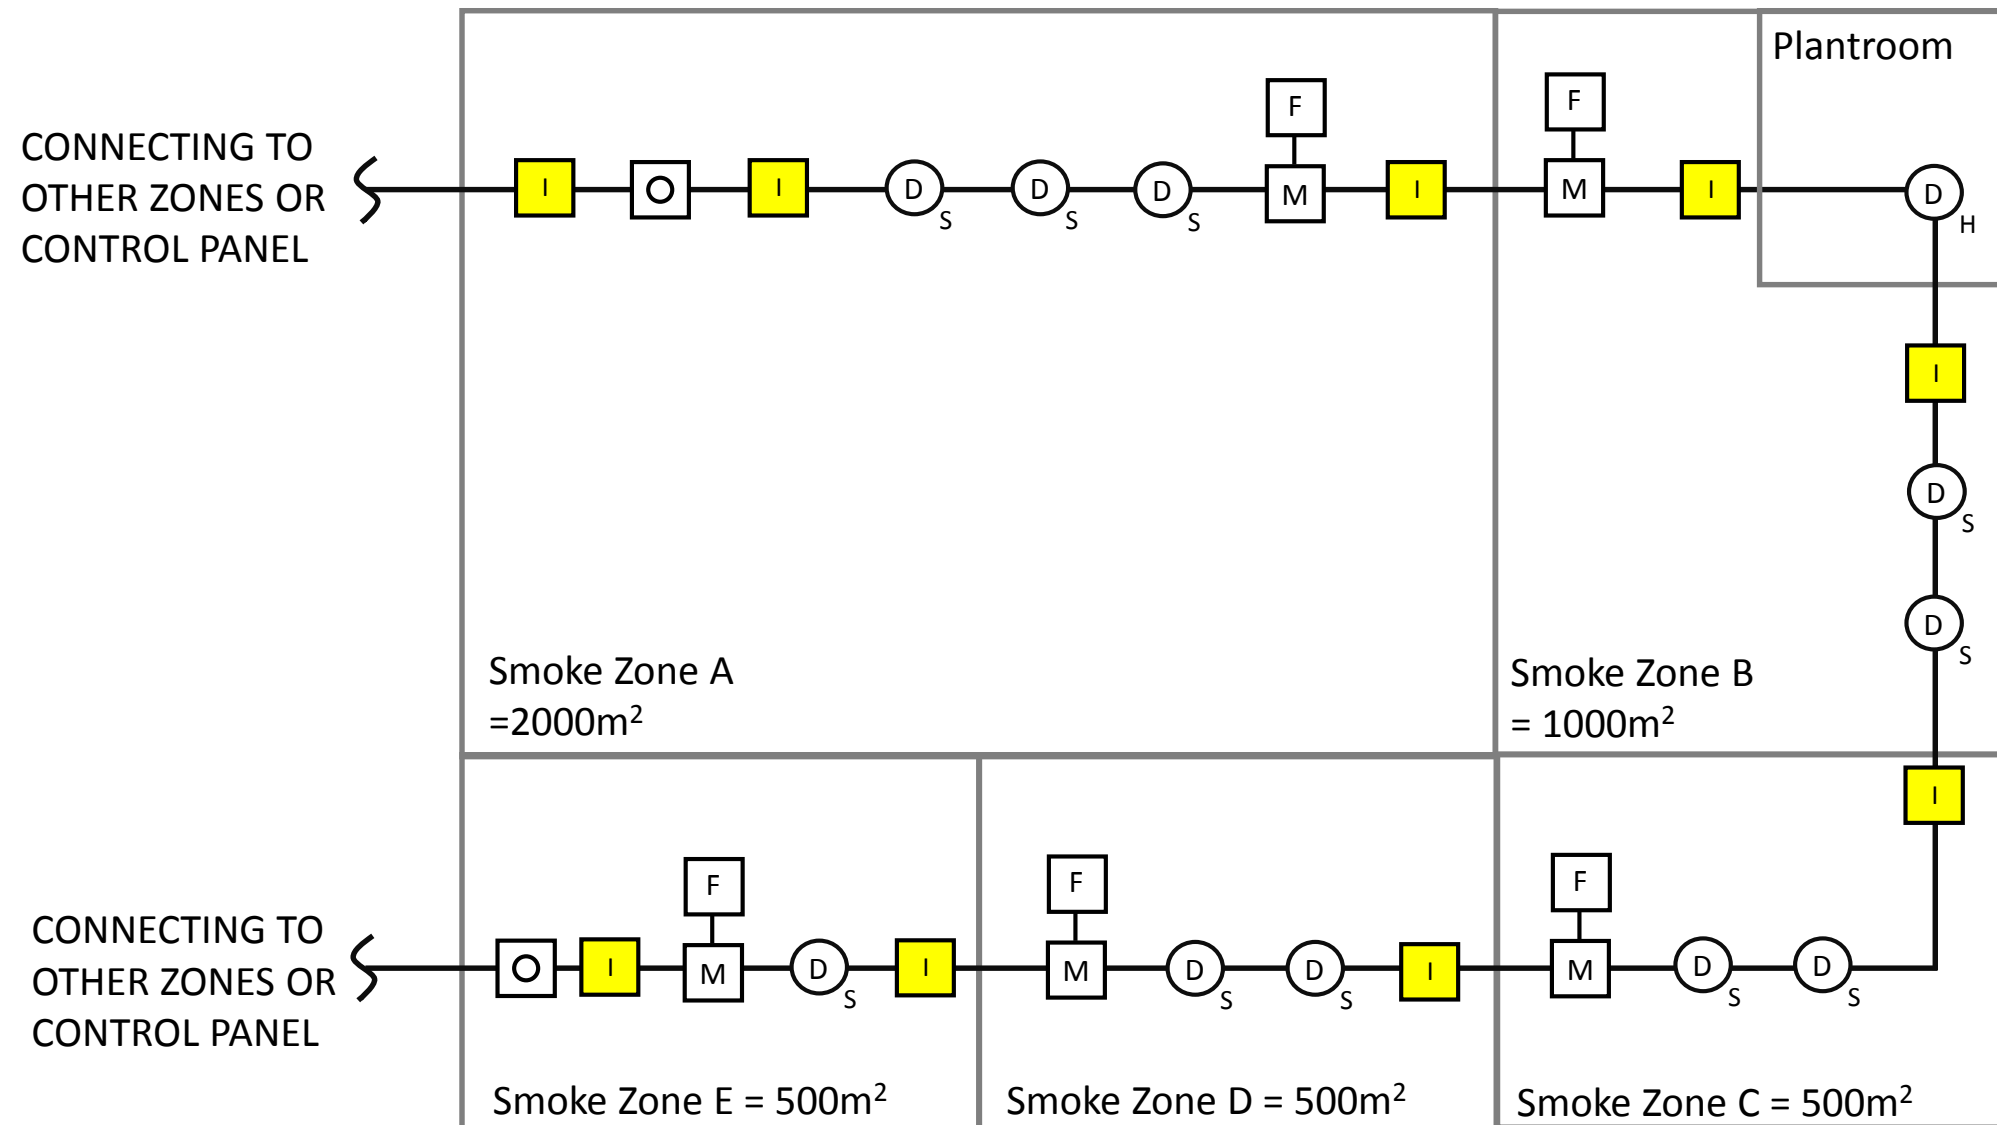 Plantroom
CONNECTING TO
OTHER ZONES OR
CONTROL PANEL
F
F
I
I
D
S
D
S
D
S
M
I
M
I
D
H
I
D
S
D
S
Smoke Zone A
=2000m²
Smoke Zone B
= 1000m²
I
CONNECTING TO
OTHER ZONES OR
CONTROL PANEL
F
F
F
I
M
D
S
I
M
D
S
D
S
I
M
D
S
D
S
Smoke Zone E = 500m²
Smoke Zone D = 500m²
Smoke Zone C = 500m²